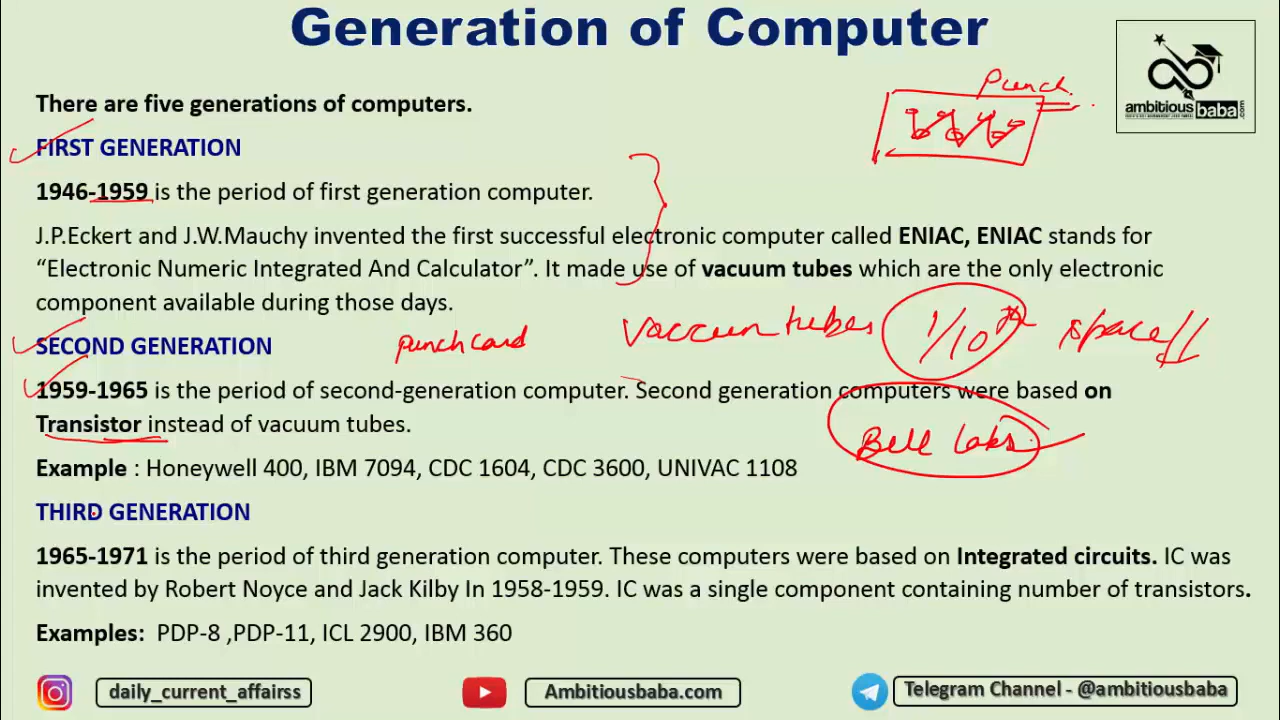 Generation of Computer
punch
ambitious
baba.com
There are five generations of computers.
FIRST GENERATION
1946-1959 is the period of first generation computer.
J.P.Eckert and J.W.Mauchy invented the first successful electronic computer called ENIAC, ENIAC stands for
“Electronic Numeric Integrated And Calculator”. It made use of vacuum tubes which are the only electronic
component available during those days.
vaccum tubes 1/10th space
SECOND GENERATION punch card
1959-1965 is the period of second-generation computer. Second generation computers were based on
Transistor instead of vacuum tubes.
Bell Labs
Example : Honeywell 400, IBM 7094, CDC 1604, CDC 3600, UNIVAC 1108
THIRD GENERATION
1965-1971 is the period of third generation computer. These computers were based on Integrated circuits. IC was
invented by Robert Noyce and Jack Kilby In 1958-1959. IC was a single component containing number of transistors.
Examples: PDP-8 ,PDP-11, ICL 2900, IBM 360
daily_current_affairss
Ambitiousbaba.com
Telegram Channel - @ambitiousbaba